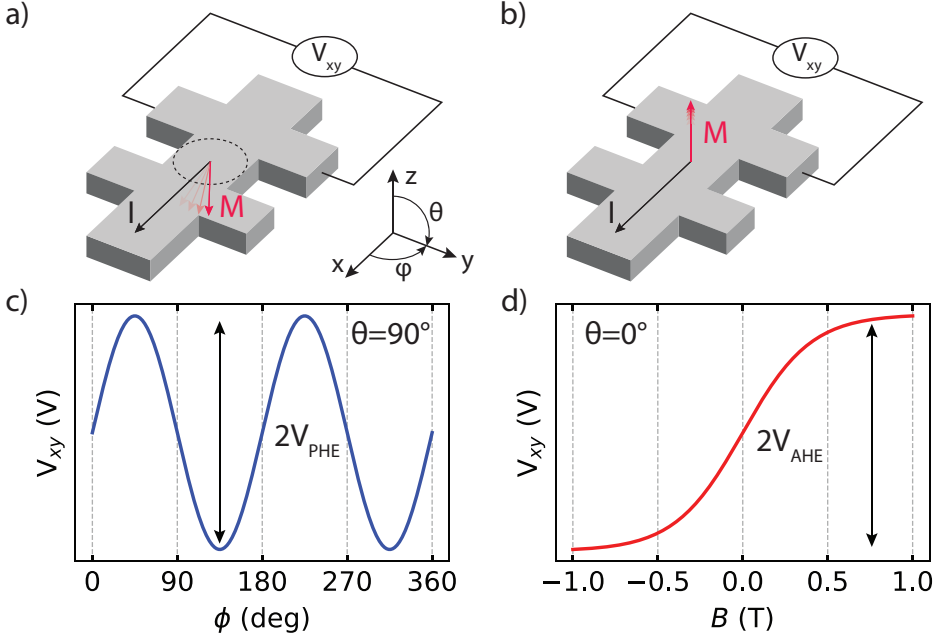 a)
V_xy
I
M
z
θ
x
φ
y
b)
V_xy
M
I
c)
θ=90°
V_xy (V)
2V_PHE
0 90 180 270 360
ϕ (deg)
d)
θ=0°
V_xy (V)
2V_AHE
−1.0 −0.5 0.0 0.5 1.0
B (T)